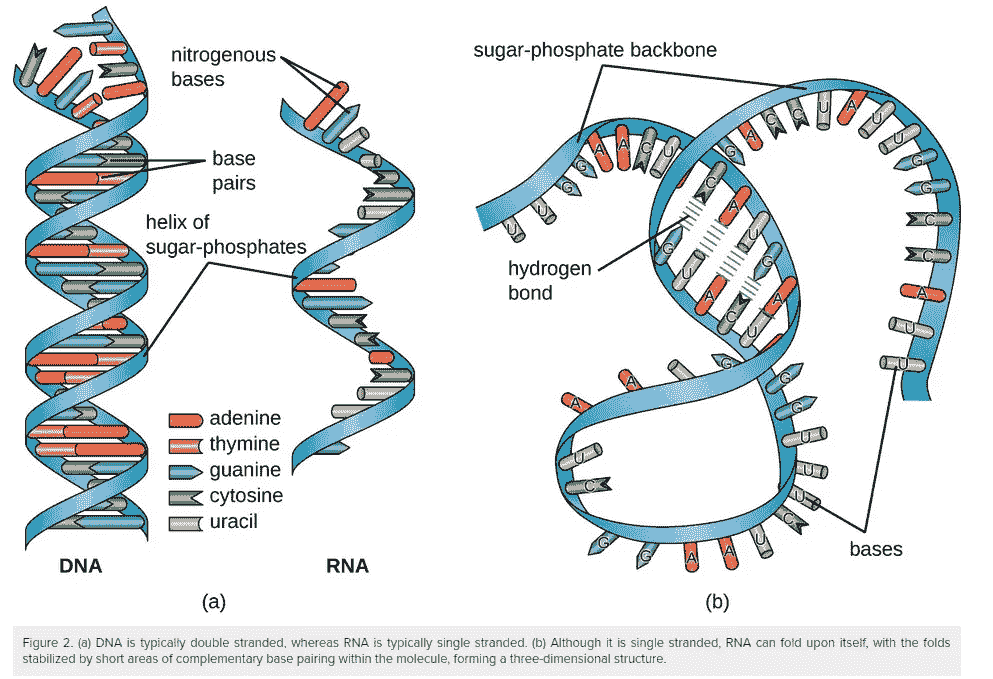 nitrogenous
bases
base
pairs
helix of
sugar-phosphates
adenine
thymine
guanine
cytosine
uracil
DNA
RNA
(a)
sugar-phosphate backbone
U
U
G
G
A
A
C
U
G
A
C
C
U
A
U
U
G
G
C
C
A
U
U
C
A
U
G
A
G
U
A
C
U
hydrogen
bond
G
A
A
U
C
G
G
U
U
U
C
U
A
A
G
G
bases
(b)
Figure 2. (a) DNA is typically double stranded, whereas RNA is typically single stranded. (b) Although it is single stranded, RNA can fold upon itself, with the folds
stabilized by short areas of complementary base pairing within the molecule, forming a three-dimensional structure.